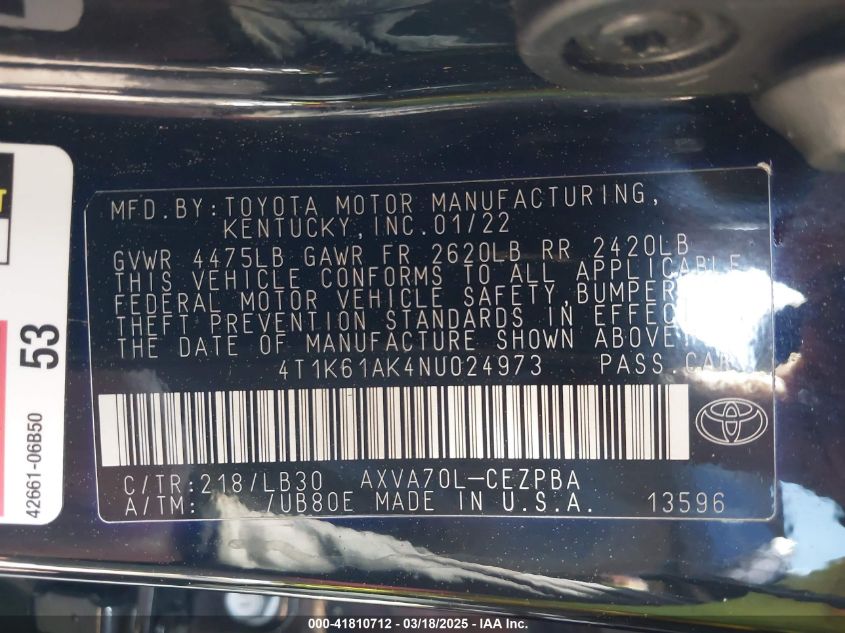 MFD.BY:TOYOTA MOTOR MANUFACTURING,
KENTUCKY,INC.01/22
GVWR 4475LB GAWR FR 2620LB RR 2420LB
THIS VEHICLE CONFORMS TO ALL APPLICABLE
FEDERAL MOTOR VEHICLE SAFETY,BUMPER
THEFT PREVENTION STANDARDS IN EFFECT
THE DATE OF MANUFACTURE SHOWN ABOVE
4T1K61AK4NU024973 PASS.CAR
C/TR:218/LB30 AXVA70L-CEZPBA
A/TM: /UB80E MADE IN U.S.A. 13596
53
42661-06B50
000-41810712 — 03/18/2025 — IAA Inc.